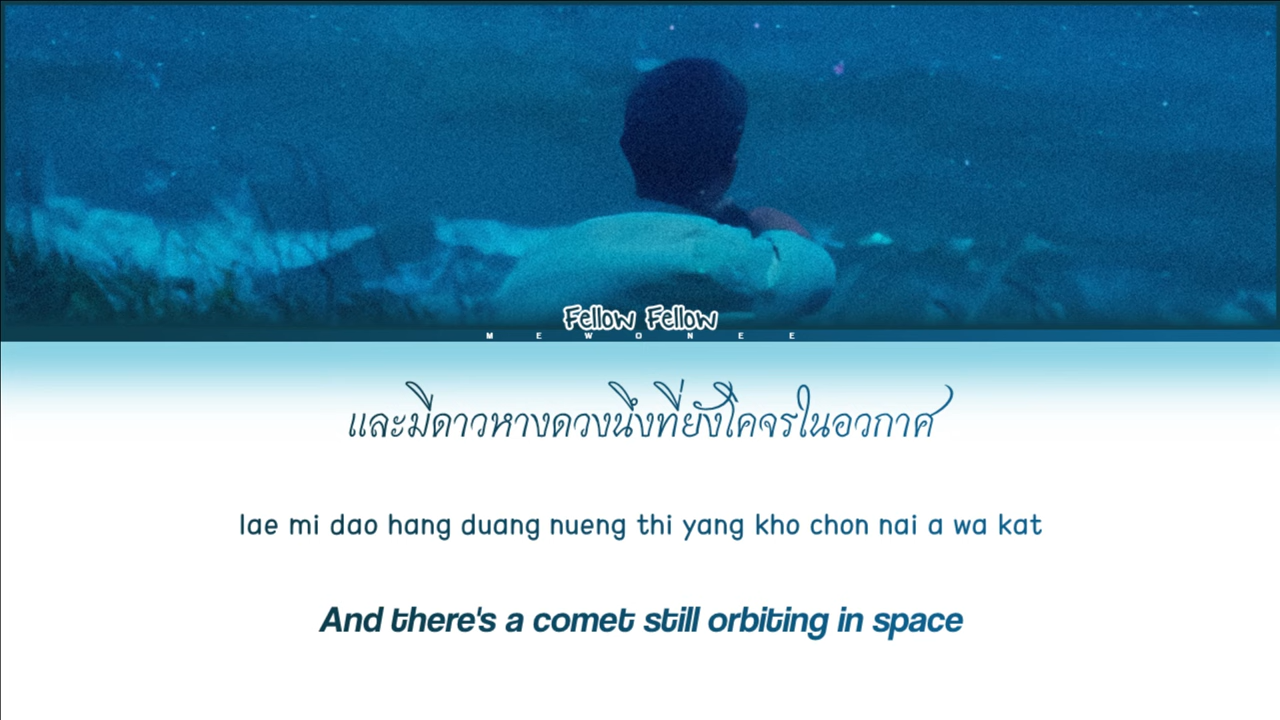 Fellow Fellow
M E W O N E E
และมีดาวหางดวงนึงที่ยังโคจรในอวกาศ
lae mi dao hang duang nueng thi yang kho chon nai a wa kat
And there's a comet still orbiting in space